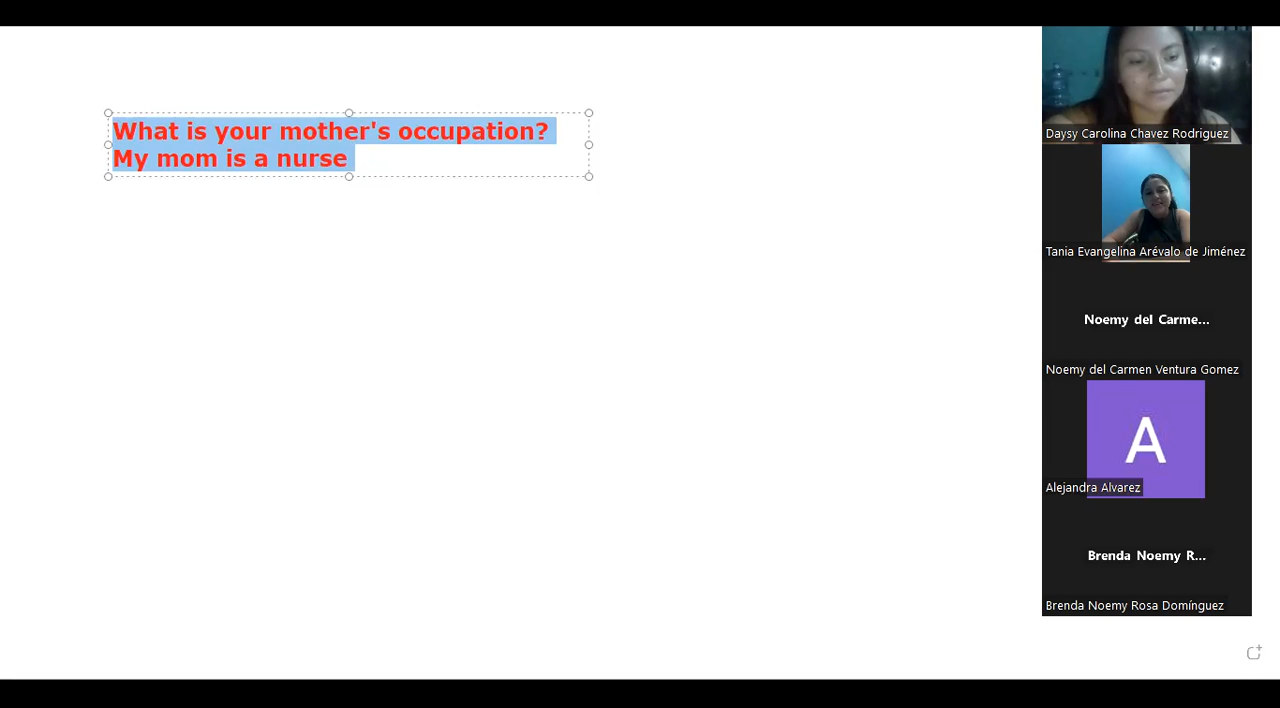 What is your mother's occupation?
My mom is a nurse
Daysy Carolina Chavez Rodriguez
Tania Evangelina Arévalo de Jiménez
Noemy del Carme...
Noemy del Carmen Ventura Gomez
A
Alejandra Alvarez
Brenda Noemy R...
Brenda Noemy Rosa Domínguez